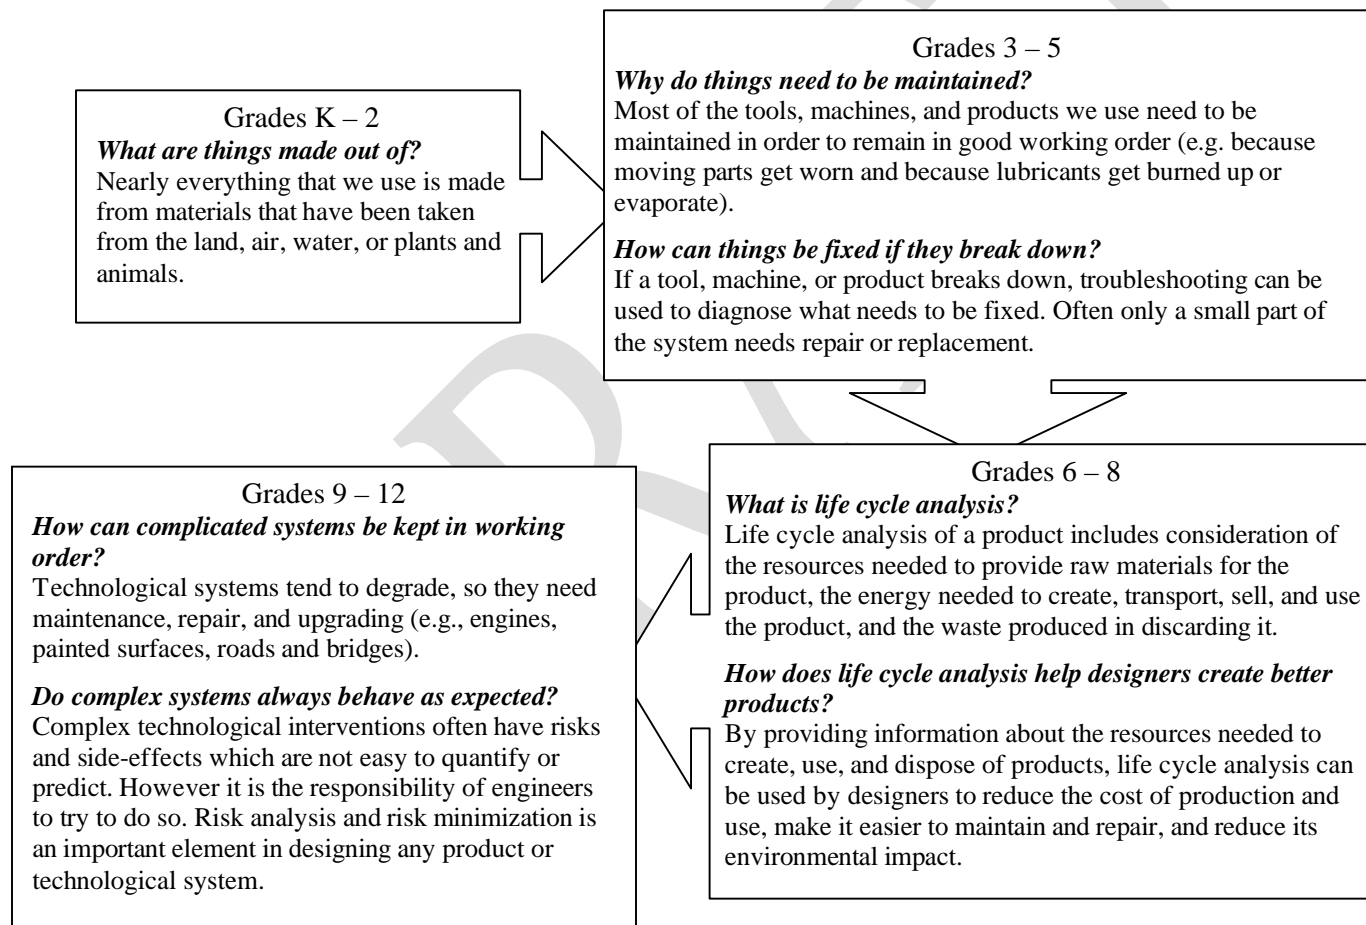 Grades K – 2
What are things made out of?
Nearly everything that we use is made
from materials that have been taken
from the land, air, water, or plants and
animals.
Grades 3 – 5
Why do things need to be maintained?
Most of the tools, machines, and products we use need to be
maintained in order to remain in good working order (e.g. because
moving parts get worn and because lubricants get burned up or
evaporate).
How can things be fixed if they break down?
If a tool, machine, or product breaks down, troubleshooting can be
used to diagnose what needs to be fixed. Often only a small part of
the system needs repair or replacement.
Grades 6 – 8
What is life cycle analysis?
Life cycle analysis of a product includes consideration of
the resources needed to provide raw materials for the
product, the energy needed to create, transport, sell, and use
the product, and the waste produced in discarding it.
How does life cycle analysis help designers create better
products?
By providing information about the resources needed to
create, use, and dispose of products, life cycle analysis can
be used by designers to reduce the cost of production and
use, make it easier to maintain and repair, and reduce its
environmental impact.
Grades 9 – 12
How can complicated systems be kept in working
order?
Technological systems tend to degrade, so they need
maintenance, repair, and upgrading (e.g., engines,
painted surfaces, roads and bridges).
Do complex systems always behave as expected?
Complex technological interventions often have risks
and side-effects which are not easy to quantify or
predict. However it is the responsibility of engineers
to try to do so. Risk analysis and risk minimization is
an important element in designing any product or
technological system.